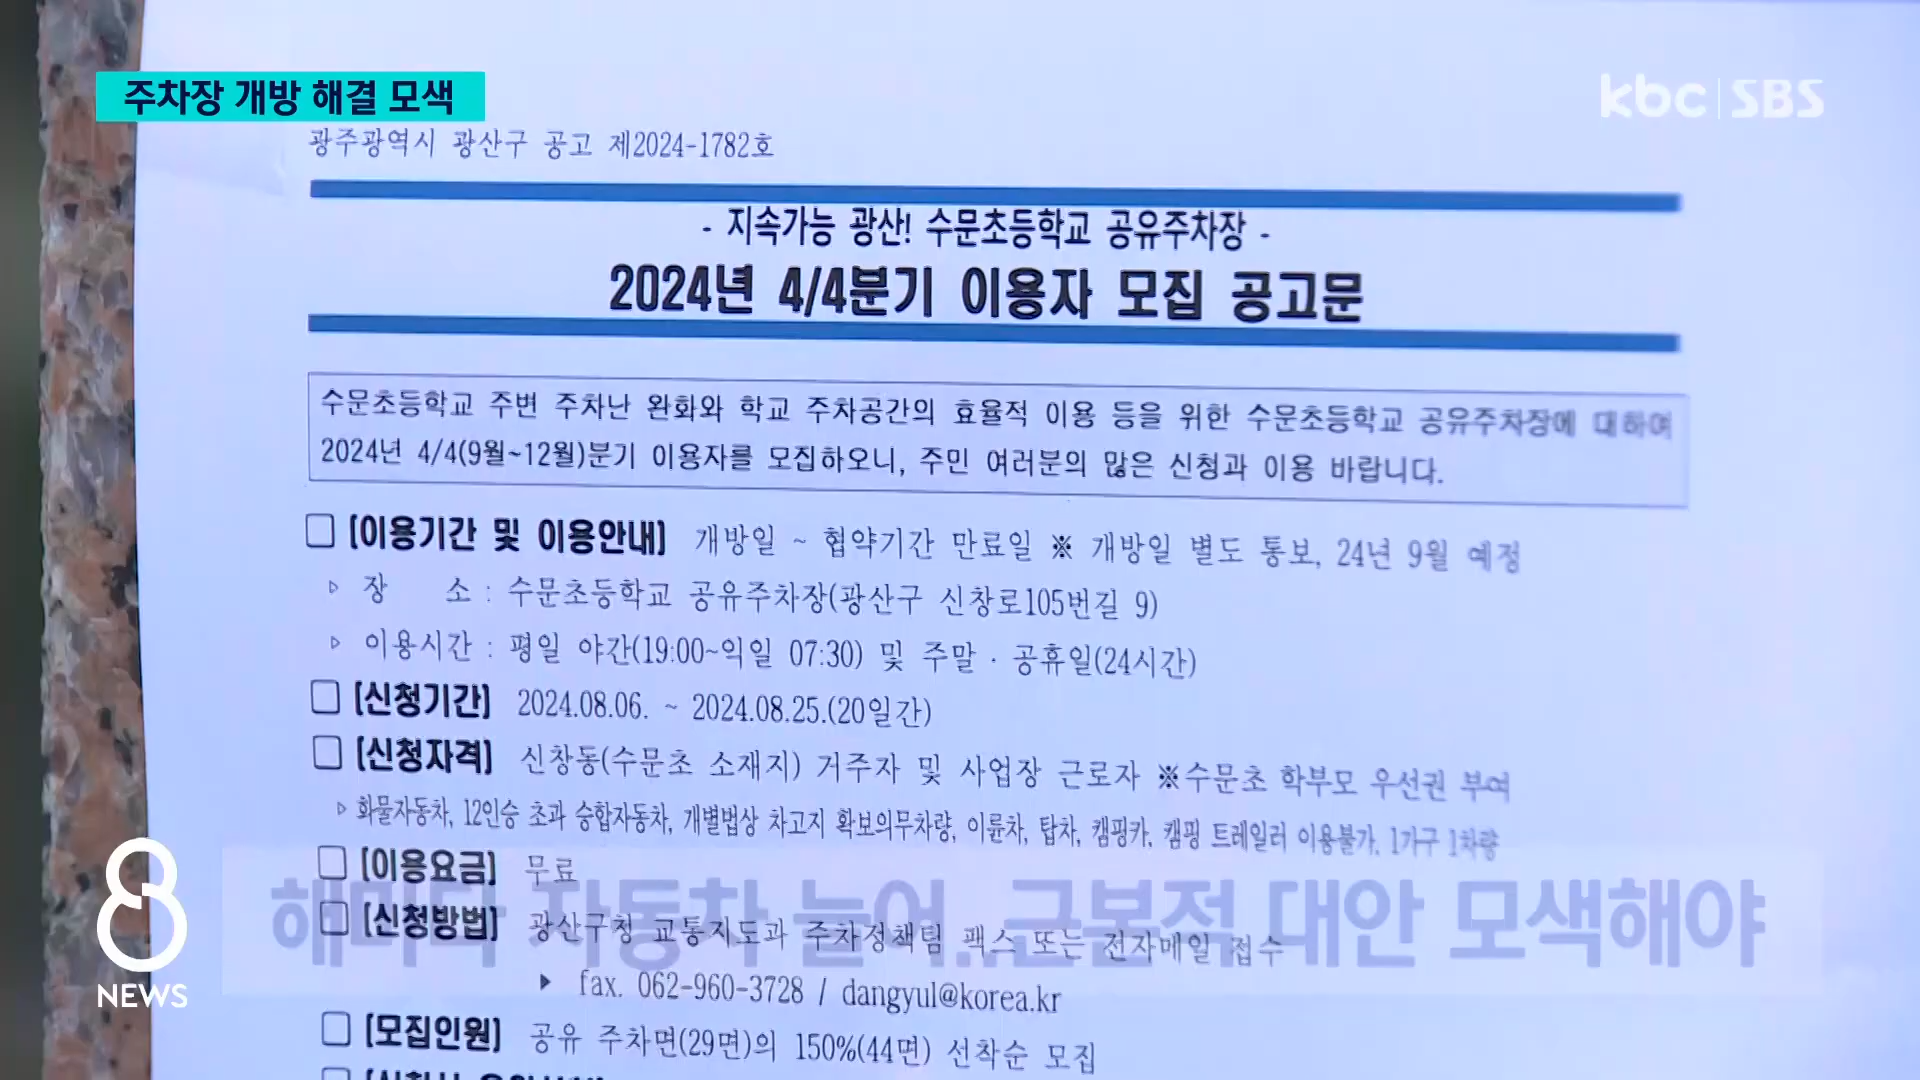 주차장 개방 해결 모색
kbc SBS
광주광역시 광산구 공고 제2024-1782호
- 지속가능 광산! 수문초등학교 공유주차장 -
2024년 4/4분기 이용자 모집 공고문
수문초등학교 주변 주차난 완화와 학교 주차공간의 효율적 이용 등을 위한 수문초등학교 공유주차장에 대하여
2024년 4/4(9월~12월)분기 이용자를 모집하오니, 주민 여러분의 많은 신청과 이용 바랍니다.
□ [이용기간 및 이용안내] 개방일 ~ 협약기간 만료일 ※ 개방일 별도 통보, 24년 9월 예정
▹ 장 소 : 수문초등학교 공유주차장(광산구 신창로105번길 9)
▹ 이용시간 : 평일 야간(19:00~익일 07:30) 및 주말 · 공휴일(24시간)
□ [신청기간] 2024.08.06. ~ 2024.08.25.(20일간)
□ [신청자격] 신창동(수문초 소재지) 거주자 및 사업장 근로자 ※수문초 학부모 우선권 부여
▹ 화물자동차, 12인승 초과 승합자동차, 개별법상 차고지 확보의무차량, 이륜차, 탑차, 캠핑카, 캠핑 트레일러 이용불가, 1가구 1차량
□ [이용요금] 무료
해마다 자동차 늘어..근본적 대안 모색해야
□ [신청방법] 광산구청 교통지도과 주차정책팀 팩스 또는 전자메일 접수
▶ fax. 062-960-3728 / dangyul@korea.kr
8 NEWS
□ [모집인원] 공유 주차면(29면)의 150%(44면) 선착순 모집